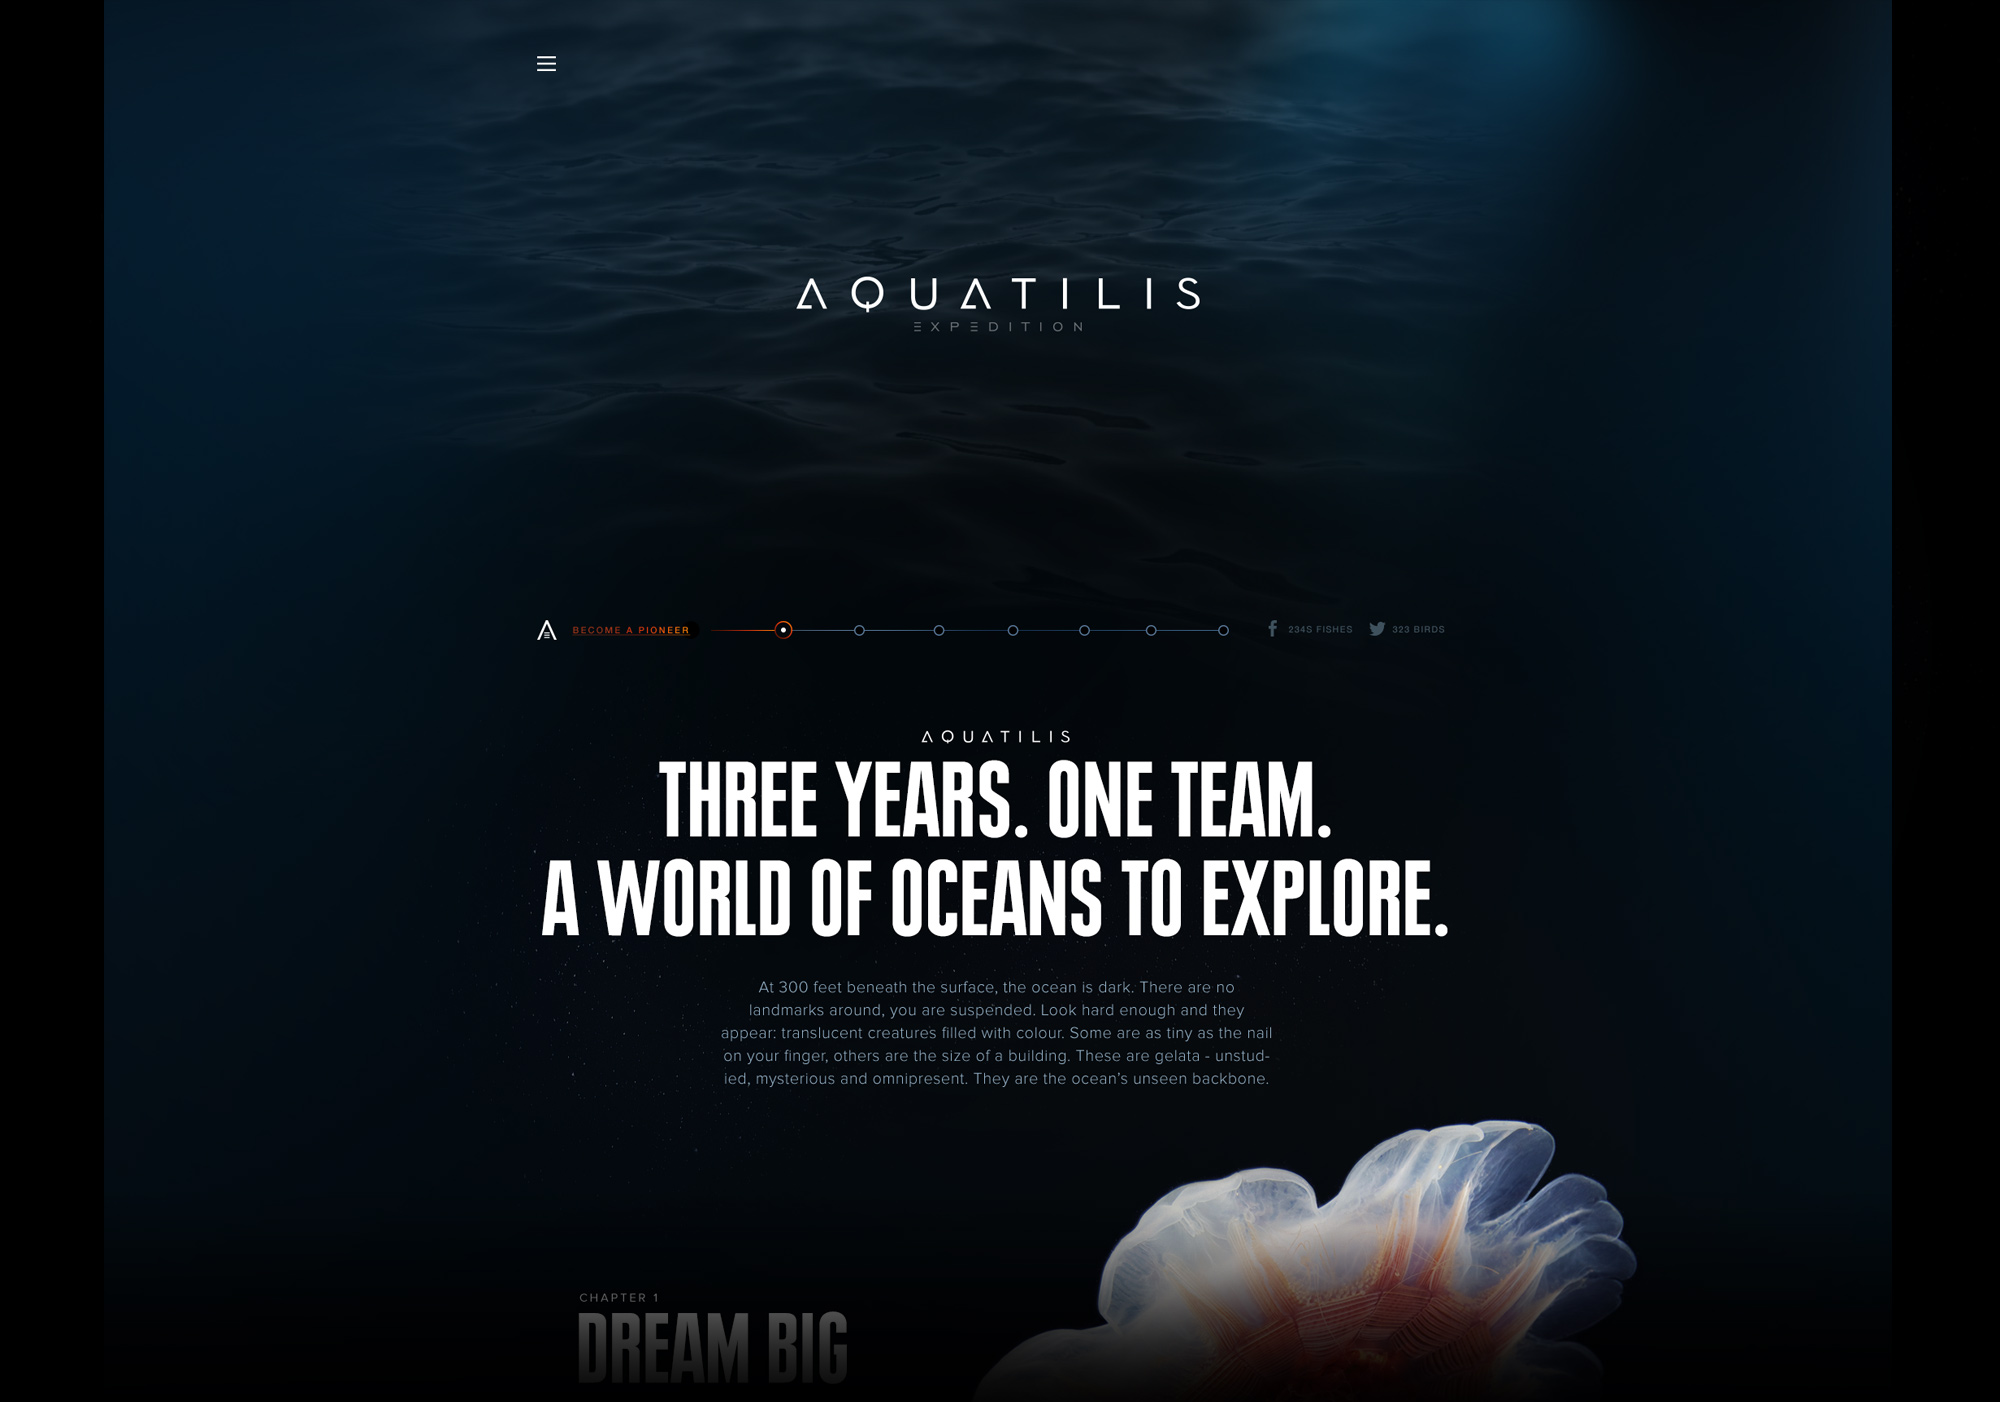 AQUATILIS
EXPEDITION
BECOME A PIONEER
234S FISHES
323 BIRDS
AQUATILIS
THREE YEARS. ONE TEAM.
A WORLD OF OCEANS TO EXPLORE.
At 300 feet beneath the surface, the ocean is dark. There are no
landmarks around, you are suspended. Look hard enough and they
appear: translucent creatures filled with colour. Some are as tiny as the nail
on your finger, others are the size of a building. These are gelata - unstud-
ied, mysterious and omnipresent. They are the ocean's unseen backbone.
CHAPTER 1
DREAM BIG